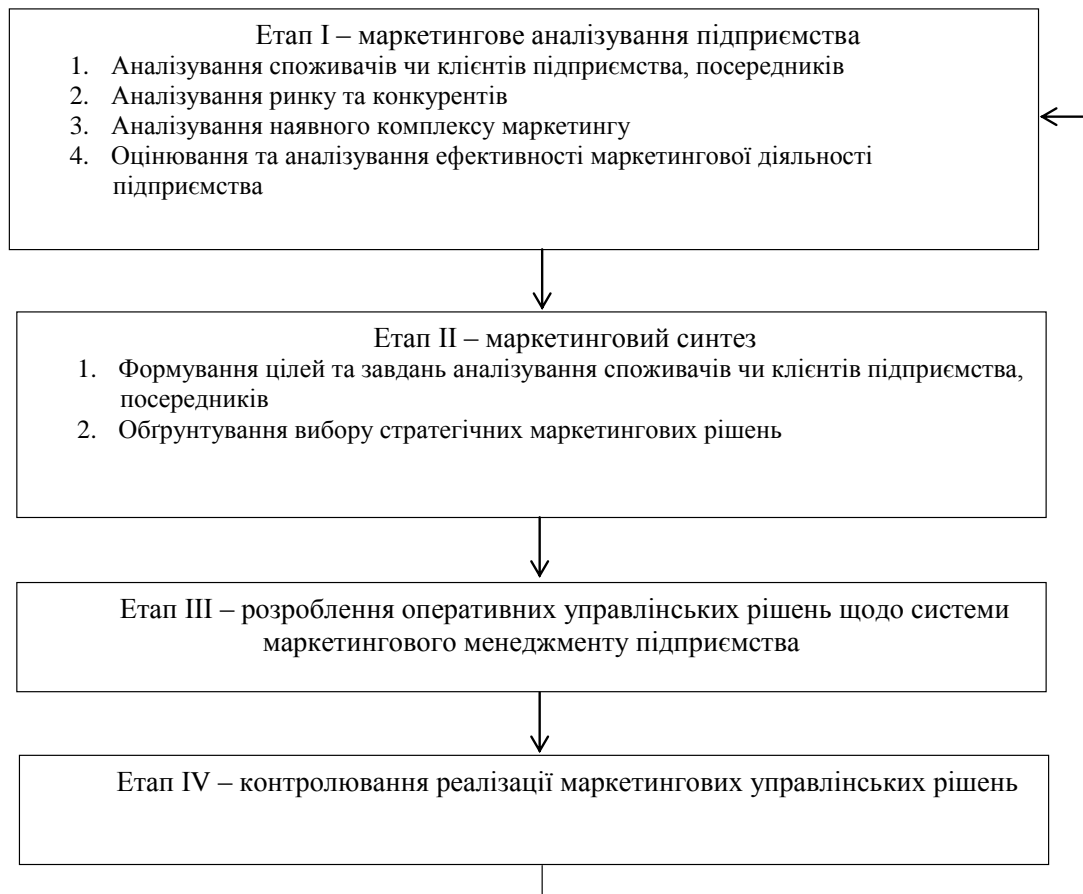 Етап I – маркетингове аналізування підприємства
1. Аналізування споживачів чи клієнтів підприємства, посередників
2. Аналізування ринку та конкурентів
3. Аналізування наявного комплексу маркетингу
4. Оцінювання та аналізування ефективності маркетингової діяльності
підприємства
Етап II – маркетинговий синтез
1. Формування цілей та завдань аналізування споживачів чи клієнтів підприємства,
посередників
2. Обґрунтування вибору стратегічних маркетингових рішень
Етап III – розроблення оперативних управлінських рішень щодо системи
маркетингового менеджменту підприємства
Етап IV – контролювання реалізації маркетингових управлінських рішень